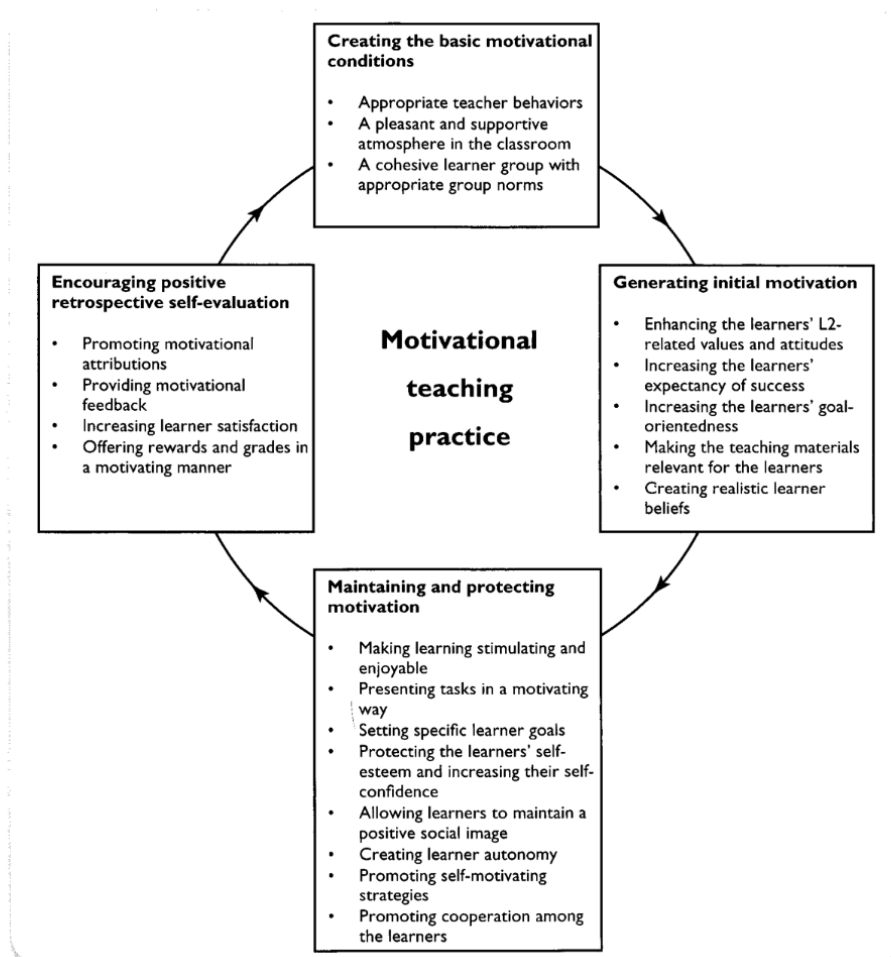 Creating the basic motivational
conditions
• Appropriate teacher behaviors
• A pleasant and supportive
atmosphere in the classroom
• A cohesive learner group with
appropriate group norms
Encouraging positive
retrospective self-evaluation
• Promoting motivational
attributions
• Providing motivational
feedback
• Increasing learner satisfaction
• Offering rewards and grades in
a motivating manner
Motivational
teaching
practice
Generating initial motivation
• Enhancing the learners' L2-
related values and attitudes
• Increasing the learners'
expectancy of success
• Increasing the learners' goal-
orientedness
• Making the teaching materials
relevant for the learners
• Creating realistic learner
beliefs
Maintaining and protecting
motivation
• Making learning stimulating and
enjoyable
• Presenting tasks in a motivating
way
• Setting specific learner goals
• Protecting the learners' self-
esteem and increasing their self-
confidence
• Allowing learners to maintain a
positive social image
• Creating learner autonomy
• Promoting self-motivating
strategies
• Promoting cooperation among
the learners